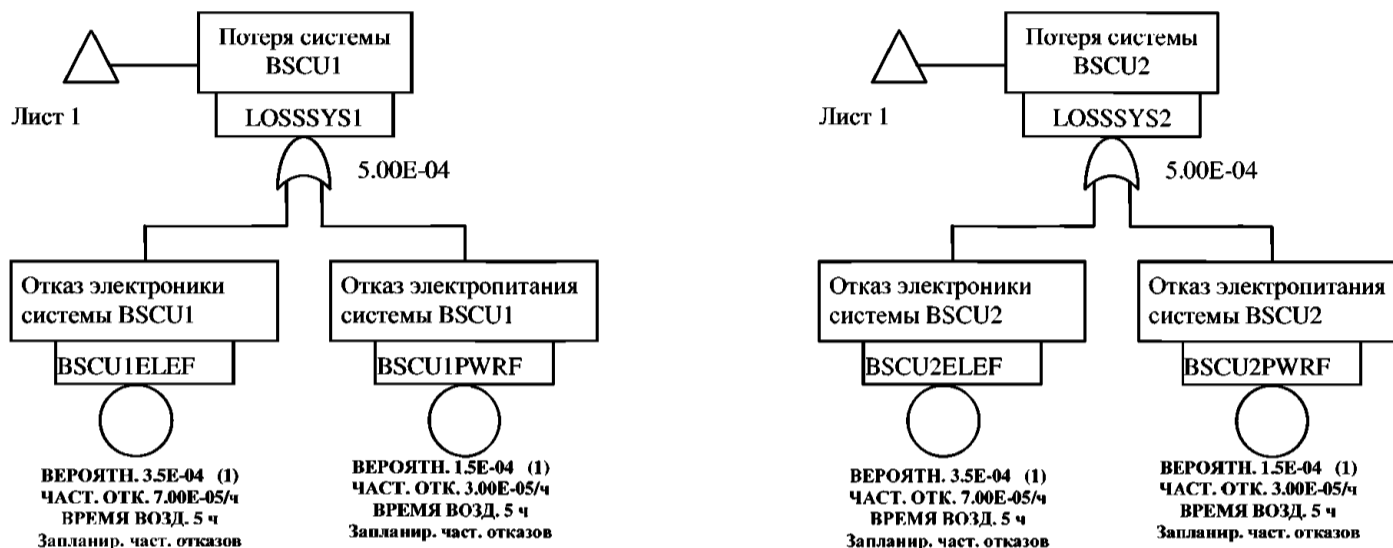 Потеря системы
BSCU1
Лист 1
LOSSSYS1
5.00E-04
Отказ электроники
системы BSCU1
BSCU1ELEF
ВЕРОЯТН. 3.5E-04 (1)
ЧАСТ. ОТК. 7.00E-05/ч
ВРЕМЯ ВОЗД. 5 ч
Запланир. част. отказов
Отказ электропитания
системы BSCU1
BSCU1PWRF
ВЕРОЯТН. 1.5E-04 (1)
ЧАСТ. ОТК. 3.00E-05/ч
ВРЕМЯ ВОЗД. 5 ч
Запланир. част. отказов
Потеря системы
BSCU2
Лист 1
LOSSSYS2
5.00E-04
Отказ электроники
системы BSCU2
BSCU2ELEF
ВЕРОЯТН. 3.5E-04 (1)
ЧАСТ. ОТК. 7.00E-05/ч
ВРЕМЯ ВОЗД. 5 ч
Запланир. част. отказов
Отказ электропитания
системы BSCU2
BSCU2PWRF
ВЕРОЯТН. 1.5E-04 (1)
ЧАСТ. ОТК. 3.00E-05/ч
ВРЕМЯ ВОЗД. 5 ч
Запланир. част. отказов